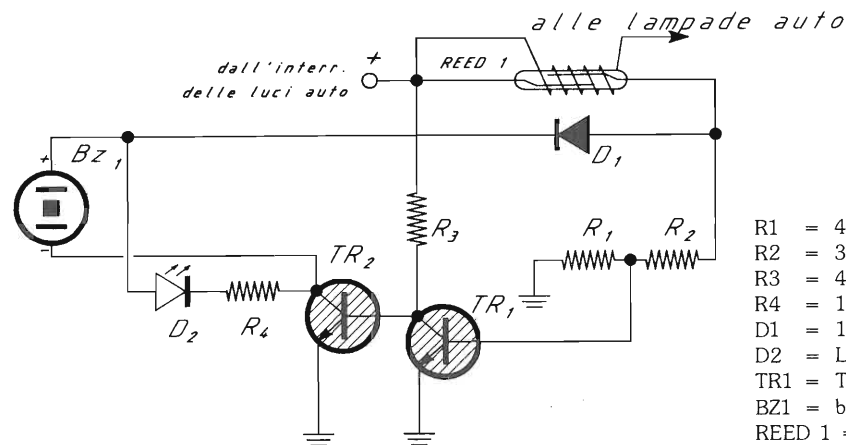 alle lampade auto
+
dall'interr.
delle luci auto
REED 1
+
Bz1
D1
R3
R1
R2
TR2
TR1
D2
R4
-
R1 = 4
R2 = 3
R3 = 4
R4 = 1
D1 = 1
D2 = L
TR1 = T
BZ1 = b
REED 1 =